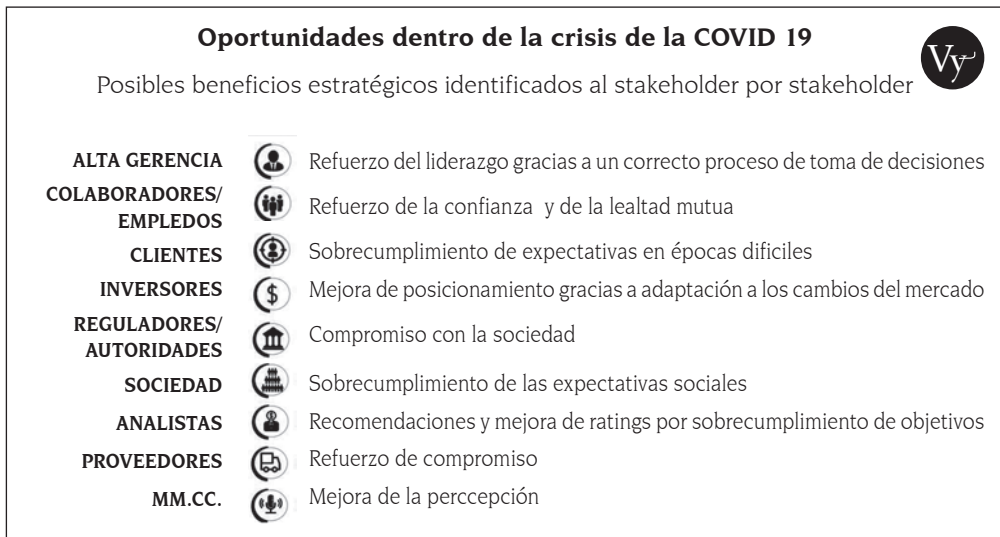 Oportunidades dentro de la crisis de la COVID 19
Vy
Posibles beneficios estratégicos identificados al stakeholder por stakeholder
ALTA GERENCIA Refuerzo del liderazgo gracias a un correcto proceso de toma de decisiones
COLABORADORES/
EMPLEDOS Refuerzo de la confianza y de la lealtad mutua
CLIENTES Sobrecumplimiento de expectativas en épocas dificiles
INVERSORES $ Mejora de posicionamiento gracias a adaptación a los cambios del mercado
REGULADORES/
AUTORIDADES Compromiso con la sociedad
SOCIEDAD Sobrecumplimiento de las expectativas sociales
ANALISTAS Recomendaciones y mejora de ratings por sobrecumplimiento de objetivos
PROVEEDORES Refuerzo de compromiso
MM.CC. Mejora de la perccepción